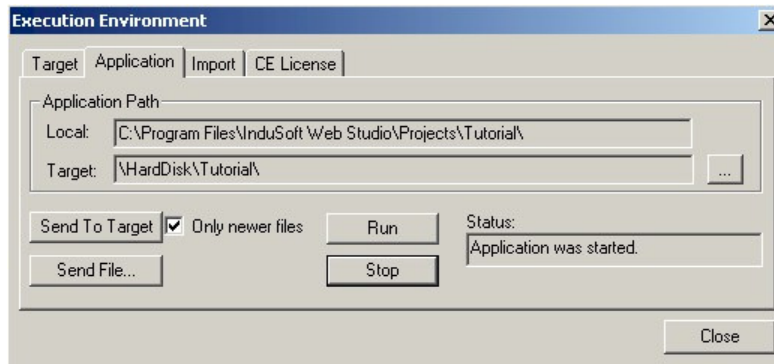 Execution Environment
Target Application Import CE License
Application Path
Local: C:\Program Files\InduSoft Web Studio\Projects\Tutorial\
Target: \HardDisk\Tutorial\ ...
Send To Target Only newer files Run Status:
Application was started.
Send File... Stop
Close